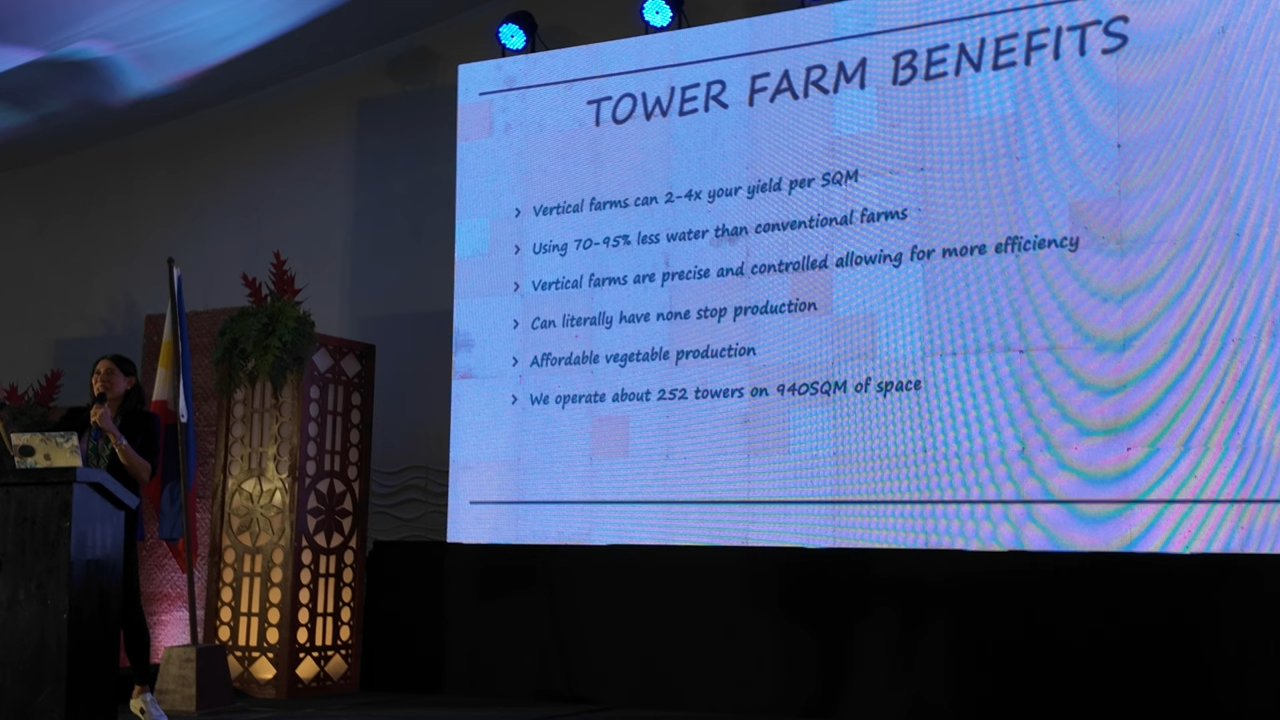 TOWER FARM BENEFITS
› Vertical farms can 2-4x your yield per SQM
› Using 70-95% less water than conventional farms
› Vertical farms are precise and controlled allowing for more efficiency
› Can literally have none stop production
› Affordable vegetable production
› We operate about 252 towers on 940SQM of space